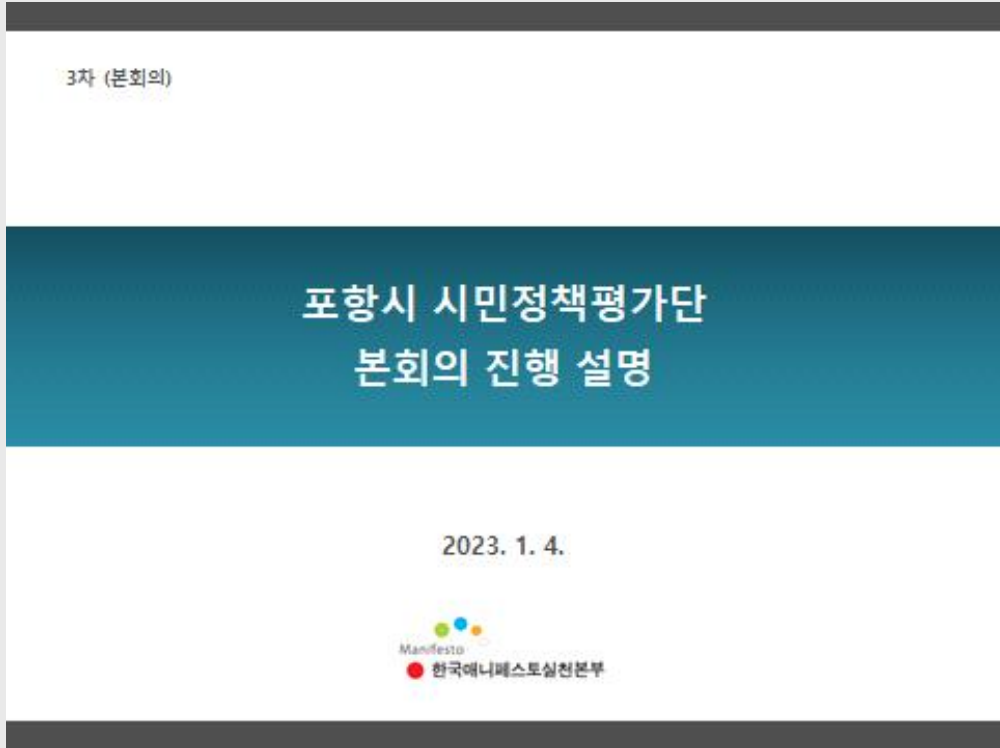 3차 (본회의)
포항시 시민정책평가단
본회의 진행 설명
2023. 1. 4.
Manifesto
한국매니페스토실천본부